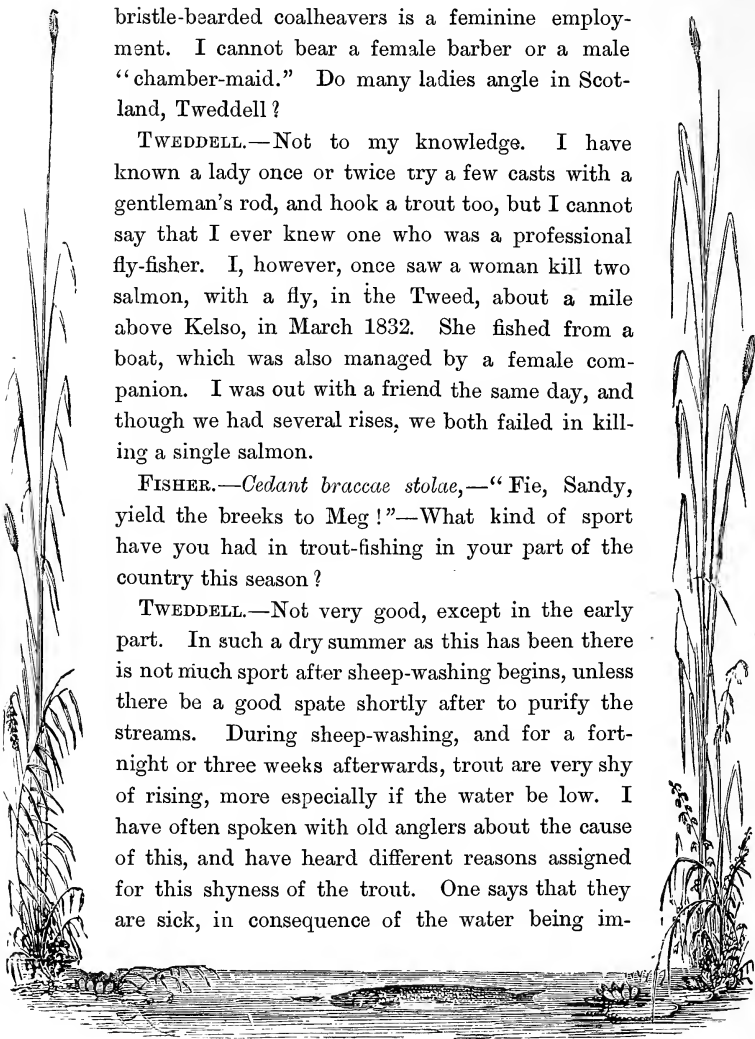 bristle-bearded coalheavers is a feminine employ-
ment. I cannot bear a female barber or a male
“chamber-maid.” Do many ladies angle in Scot-
land, Tweddell?
TWEDDELL.—Not to my knowledge. I have
known a lady once or twice try a few casts with a
gentleman's rod, and hook a trout too, but I cannot
say that I ever knew one who was a professional
fly-fisher. I, however, once saw a woman kill two
salmon, with a fly, in the Tweed, about a mile
above Kelso, in March 1832. She fished from a
boat, which was also managed by a female com-
panion. I was out with a friend the same day, and
though we had several rises, we both failed in kill-
ing a single salmon.
FISHER.—Cedant braccae stolae,—“Fie, Sandy,
yield the breeks to Meg!”—What kind of sport
have you had in trout-fishing in your part of the
country this season?
TWEDDELL.—Not very good, except in the early
part. In such a dry summer as this has been there
is not much sport after sheep-washing begins, unless
there be a good spate shortly after to purify the
streams. During sheep-washing, and for a fort-
night or three weeks afterwards, trout are very shy
of rising, more especially if the water be low. I
have often spoken with old anglers about the cause
of this, and have heard different reasons assigned
for this shyness of the trout. One says that they
are sick, in consequence of the water being im-